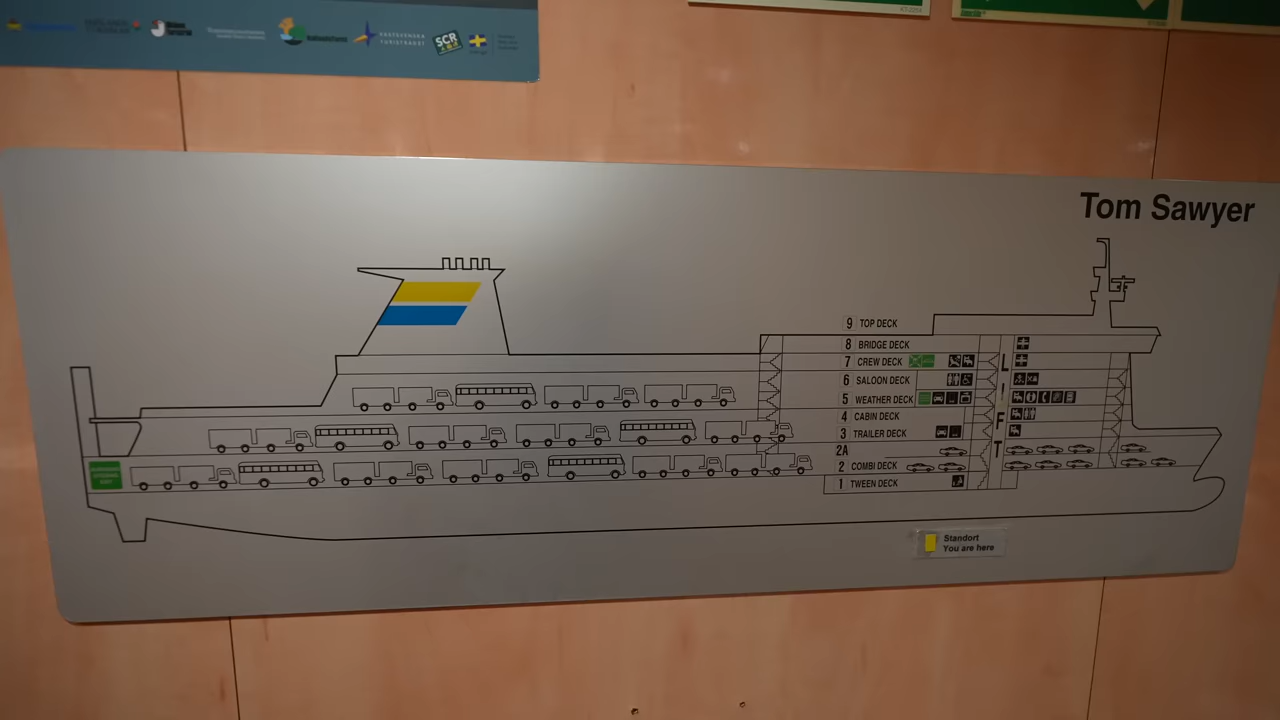 SCR
Tom Sawyer
9 TOP DECK
8 BRIDGE DECK
7 CREW DECK
6 SALOON DECK
5 WEATHER DECK
4 CABIN DECK
3 TRAILER DECK
2A
2 COMBI DECK
1 TWEEN DECK
L
I
F
T
Standort
You are here